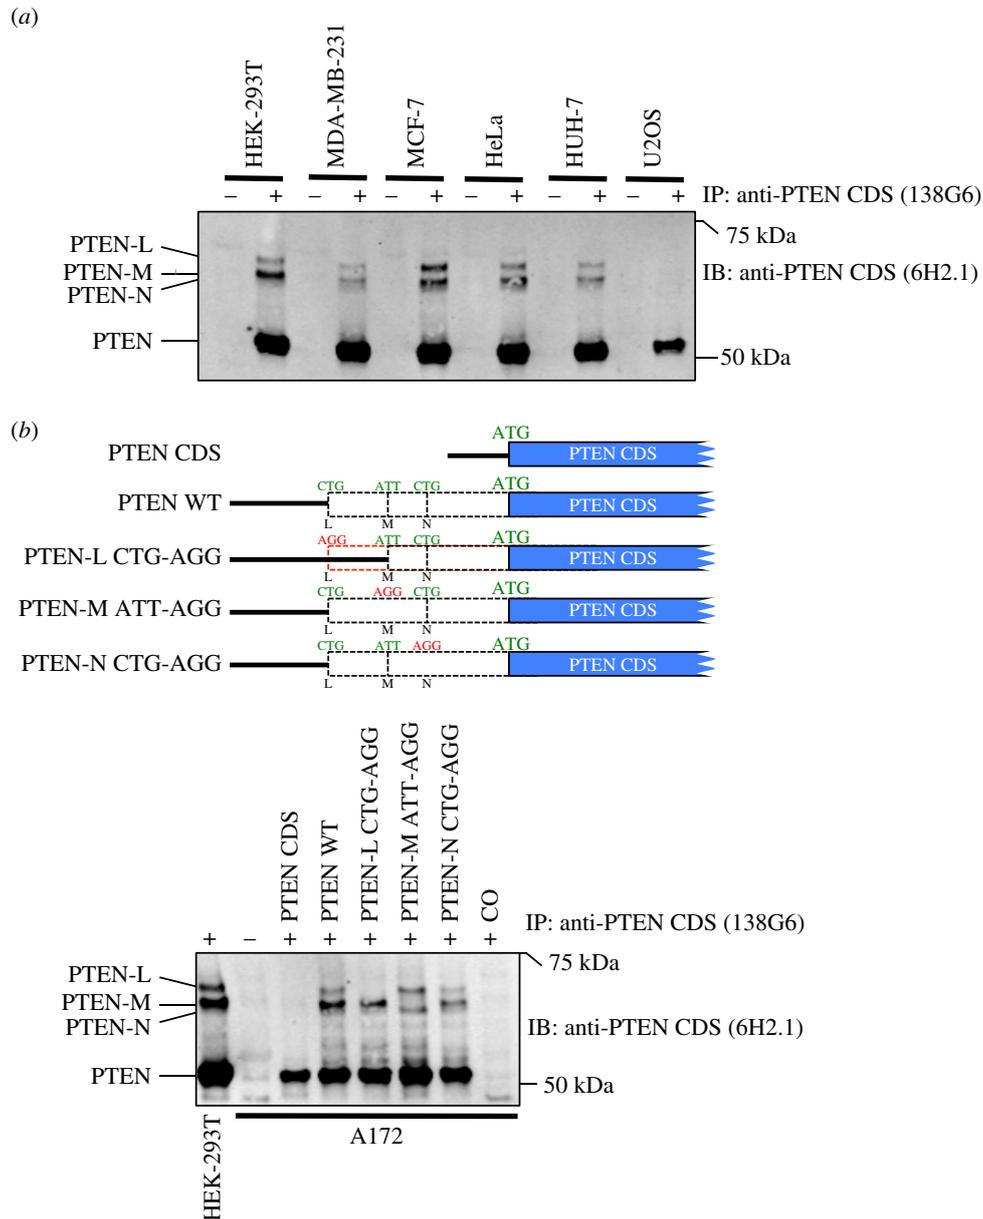 (a)
HEK-293T
MDA-MB-231
MCF-7
HeLa
HUH-7
U2OS
– + – + – + – + – + – + IP: anti-PTEN CDS (138G6)
75 kDa
PTEN-L
PTEN-M
IB: anti-PTEN CDS (6H2.1)
PTEN-N
PTEN
50 kDa
(b)
ATG
PTEN CDS PTEN CDS
CTG ATT CTG ATG
PTEN WT PTEN CDS
L M N
AGG ATT CTG ATG
PTEN-L CTG-AGG PTEN CDS
L M N
CTG AGG CTG ATG
PTEN-M ATT-AGG PTEN CDS
L M N
CTG ATT AGG ATG
PTEN-N CTG-AGG PTEN CDS
L M N
PTEN CDS
PTEN WT
PTEN-L CTG-AGG
PTEN-M ATT-AGG
PTEN-N CTG-AGG
CO
IP: anti-PTEN CDS (138G6)
+ – + + + + + +
75 kDa
PTEN-L
PTEN-M
PTEN-N
IB: anti-PTEN CDS (6H2.1)
PTEN
50 kDa
HEK-293T
A172